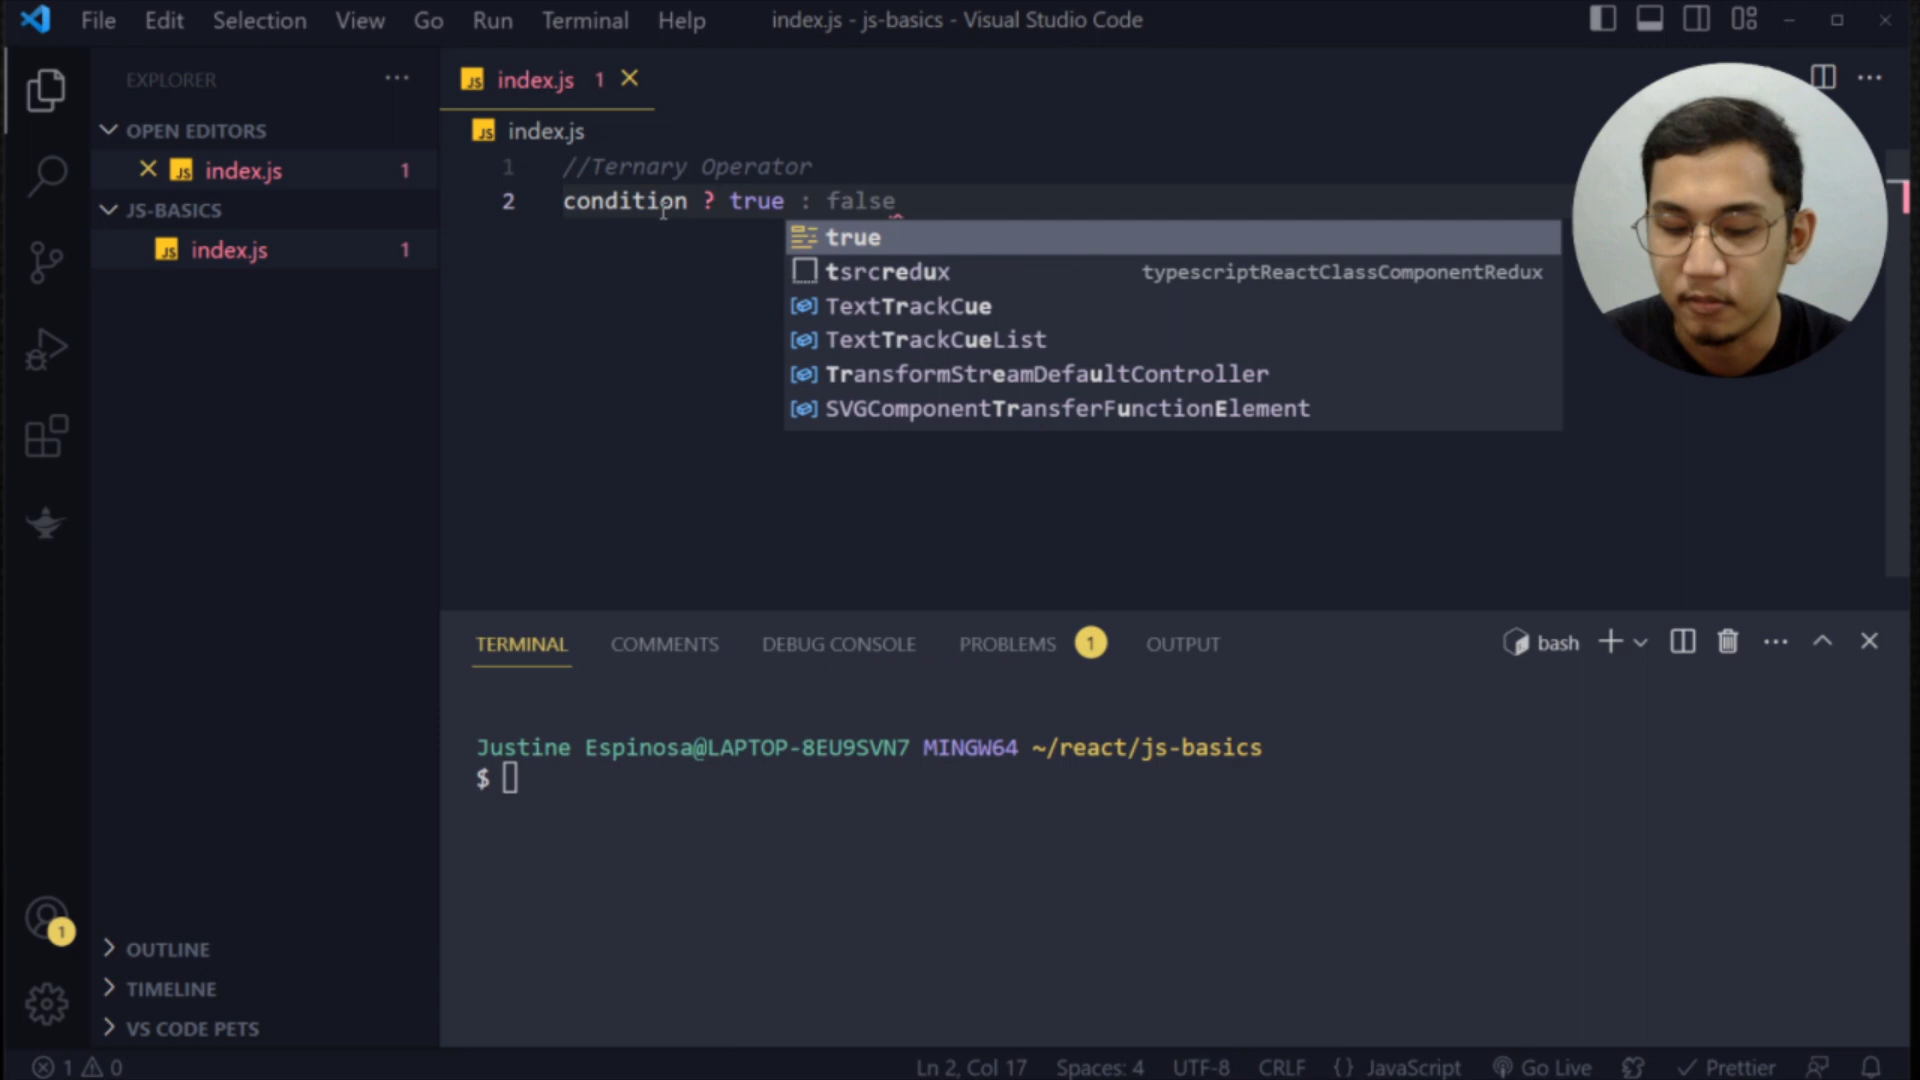 File Edit Selection View Go Run Terminal Help index.js - js-basics - Visual Studio Code
EXPLORER
OPEN EDITORS
index.js 1
JS-BASICS
index.js 1
OUTLINE
TIMELINE
VS CODE PETS
1
index.js 1
index.js
1 //Ternary Operator
2 condition ? true : false
true
tsrcredux typescriptReactClassComponentRedux
TextTrackCue
TextTrackCueList
TransformStreamDefaultController
SVGComponentTransferFunctionElement
TERMINAL COMMENTS DEBUG CONSOLE PROBLEMS 1 OUTPUT bash
Justine Espinosa@LAPTOP-8EU9SVN7 MINGW64 ~/react/js-basics
$
1 0 Ln 2, Col 17 Spaces: 4 UTF-8 CRLF {} JavaScript Go Live Prettier